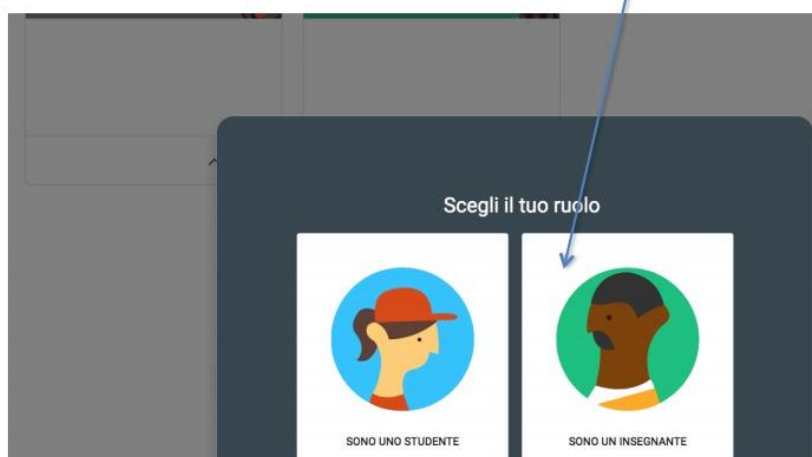 Scegli il tuo ruolo
SONO UNO STUDENTE
SONO UN INSEGNANTE